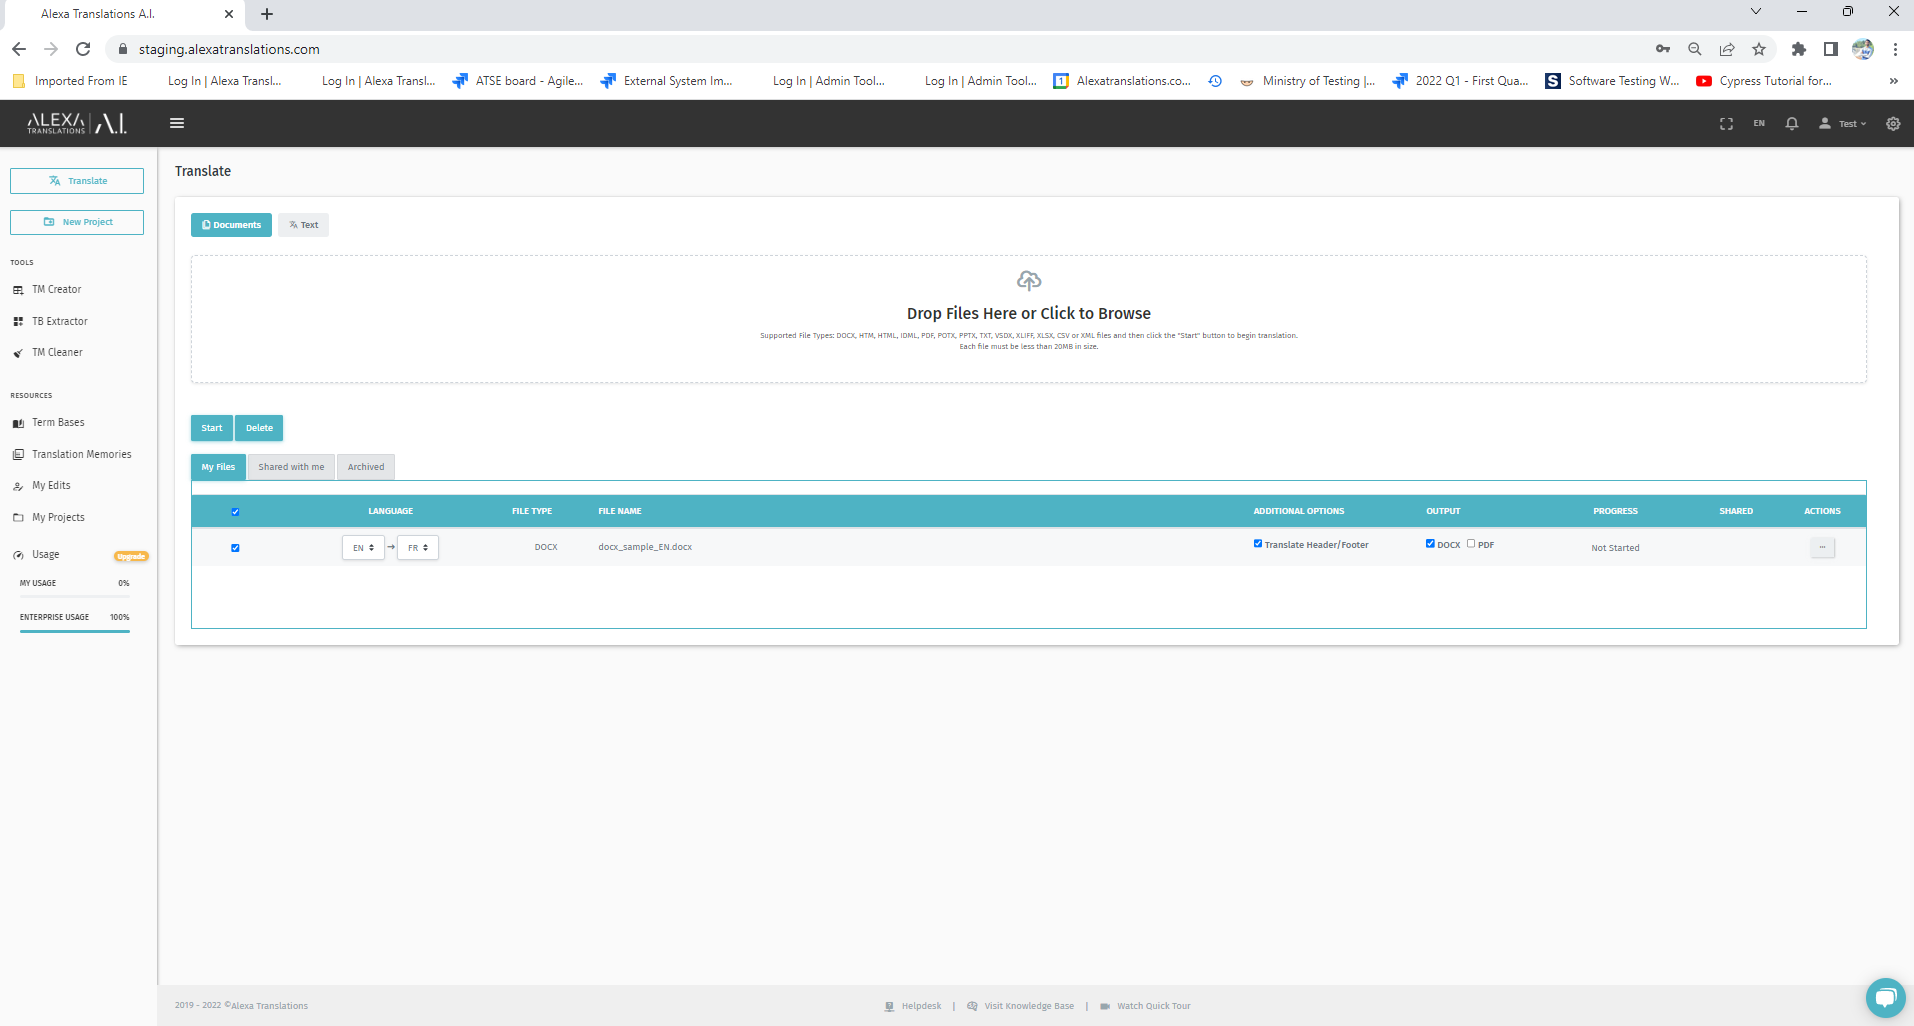 Alexa Translations A.I.
staging.alexatranslations.com
Imported From IE
Log In | Alexa Transl...
Log In | Alexa Transl...
ATSE board - Agile...
External System Im...
Log In | Admin Tool...
Log In | Admin Tool...
1
Alexatranslations.co...
Ministry of Testing |...
2022 Q1 - First Qua...
S
Software Testing W...
Cypress Tutorial for...
»
ALEXA TRANSLATIONS | A.I.
EN
Test
Translate
New Project
TOOLS
TM Creator
TB Extractor
TM Cleaner
RESOURCES
Term Bases
Translation Memories
My Edits
My Projects
Usage
Upgrade
MY USAGE 0%
ENTERPRISE USAGE 100%
Translate
Documents
Text
Drop Files Here or Click to Browse
Supported File Types: DOCX, HTM, HTML, IDML, PDF, POTX, PPTX, TXT, VSDX, XLIFF, XLSX, CSV or XML files and then click the "Start" button to begin translation.
Each file must be less than 20MB in size.
Start
Delete
My Files
Shared with me
Archived
LANGUAGE FILE TYPE FILE NAME ADDITIONAL OPTIONS OUTPUT PROGRESS SHARED ACTIONS
EN → FR DOCX docx_sample_EN.docx Translate Header/Footer DOCX PDF Not Started ...
2019 - 2022 ©Alexa Translations
Helpdesk | Visit Knowledge Base | Watch Quick Tour